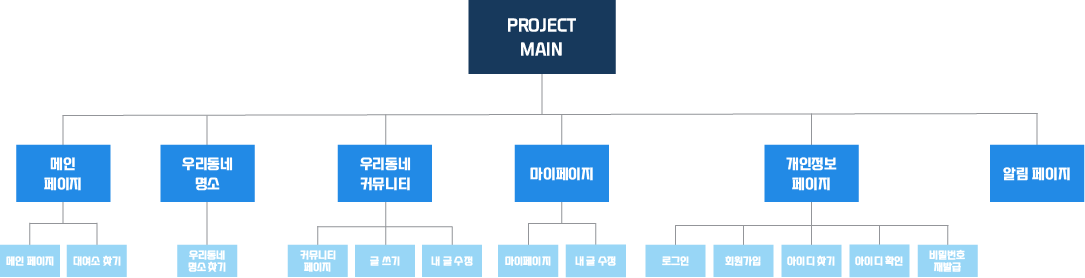 PROJECT
MAIN
메인
페이지
우리동네
명소
우리동네
커뮤니티
마이페이지
개인정보
페이지
알림 페이지
메인 페이지
대여소 찾기
우리동네
명소 찾기
커뮤니티
페이지
글 쓰기
내 글 수정
마이페이지
내 글 수정
로그인
회원가입
아이디 찾기
아이디 확인
비밀번호
재발급